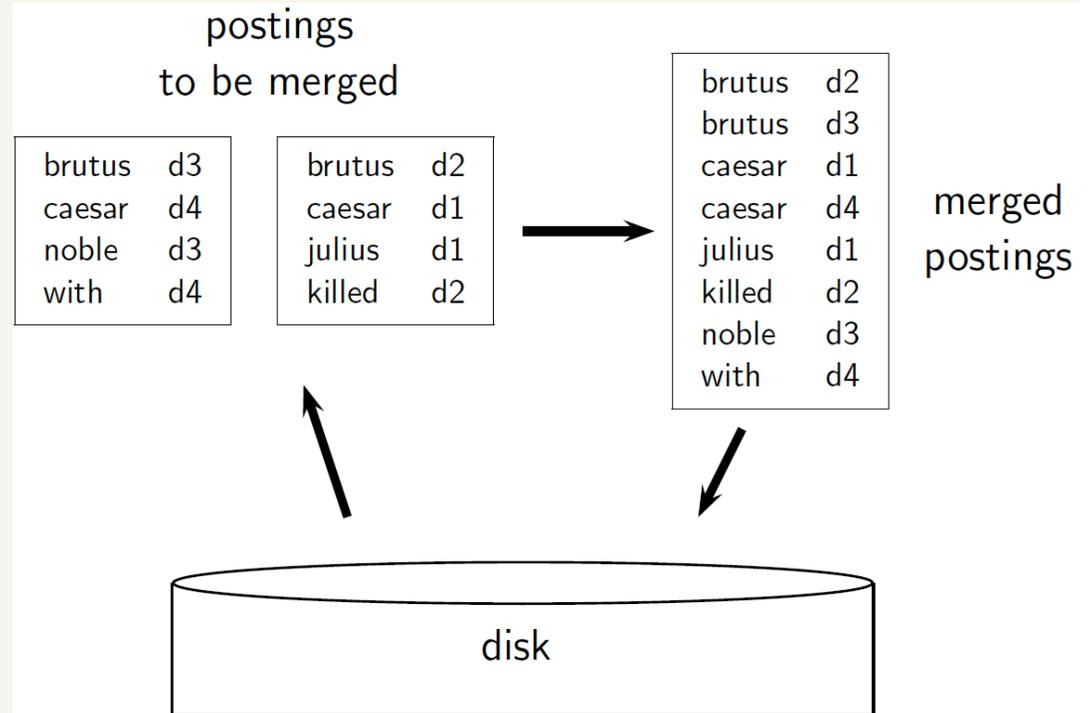 postings
to be merged
brutus d3
caesar d4
noble d3
with d4
brutus d2
caesar d1
julius d1
killed d2
brutus d2
brutus d3
caesar d1
caesar d4
julius d1
killed d2
noble d3
with d4
merged
postings
disk